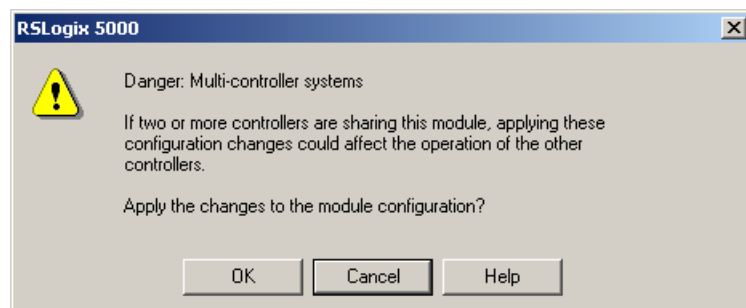 RSLogix 5000
Danger: Multi-controller systems
If two or more controllers are sharing this module, applying these
configuration changes could affect the operation of the other
controllers.
Apply the changes to the module configuration?
OK Cancel Help